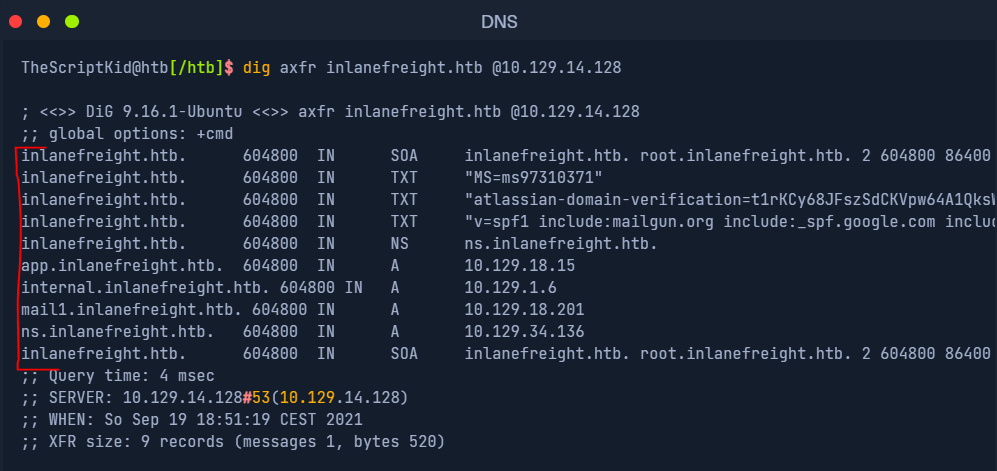 DNS
TheScriptKid@htb[/htb]$ dig axfr inlanefreight.htb @10.129.14.128
; <<>> DiG 9.16.1-Ubuntu <<>> axfr inlanefreight.htb @10.129.14.128
;; global options: +cmd
inlanefreight.htb. 604800 IN SOA inlanefreight.htb. root.inlanefreight.htb. 2 604800 86400
inlanefreight.htb. 604800 IN TXT "MS=ms97310371"
inlanefreight.htb. 604800 IN TXT "atlassian-domain-verification=t1rKCy68JFszSdCKVpw64A1QksW
inlanefreight.htb. 604800 IN TXT "v=spf1 include:mailgun.org include:_spf.google.com includ
inlanefreight.htb. 604800 IN NS ns.inlanefreight.htb.
app.inlanefreight.htb. 604800 IN A 10.129.18.15
internal.inlanefreight.htb. 604800 IN A 10.129.1.6
mail1.inlanefreight.htb. 604800 IN A 10.129.18.201
ns.inlanefreight.htb. 604800 IN A 10.129.34.136
inlanefreight.htb. 604800 IN SOA inlanefreight.htb. root.inlanefreight.htb. 2 604800 86400
;; Query time: 4 msec
;; SERVER: 10.129.14.128#53(10.129.14.128)
;; WHEN: So Sep 19 18:51:19 CEST 2021
;; XFR size: 9 records (messages 1, bytes 520)